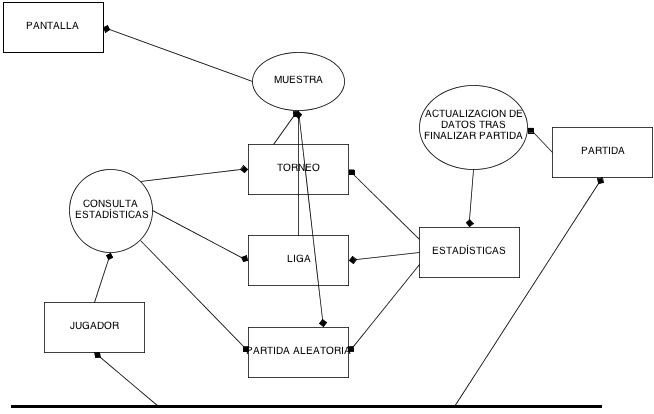 PANTALLA
MUESTRA
ACTUALIZACION DE
DATOS TRAS
FINALIZAR PARTIDA
PARTIDA
TORNEO
CONSULTA
ESTADÍSTICAS
LIGA
ESTADÍSTICAS
JUGADOR
PARTIDA ALEATORIA